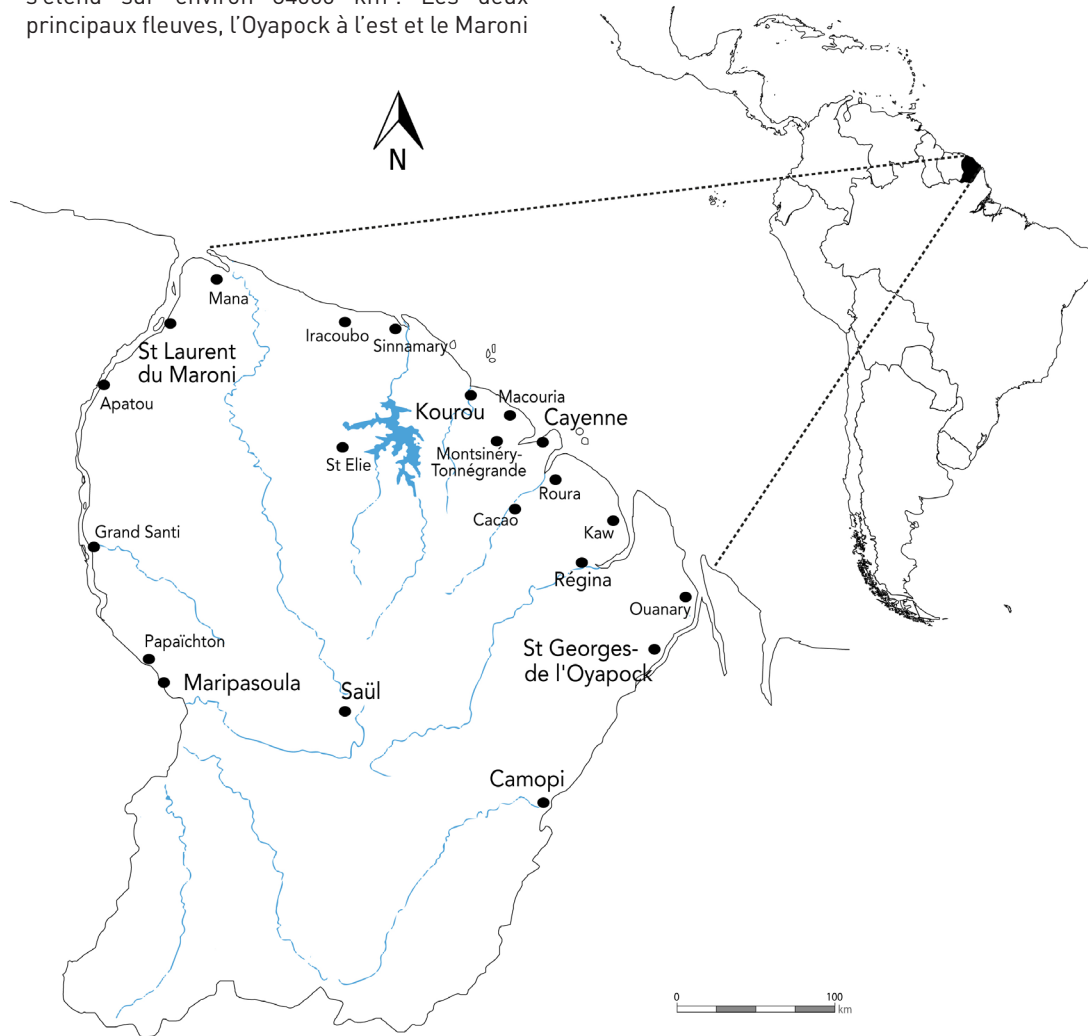 principaux fleuves, l'Oyapock à l'est et le Maroni
N
Mana
Iracoubo
Sinnamary
St Laurent
du Maroni
Apatou
Kourou
Macouria
Cayenne
St Elie
Montsinéry-
Tonnégrande
Roura
Cacao
Kaw
Grand Santi
Régina
Ouanary
Papaïchton
St Georges-
de l'Oyapock
Maripasoula
Saül
Camopi
0 100
km